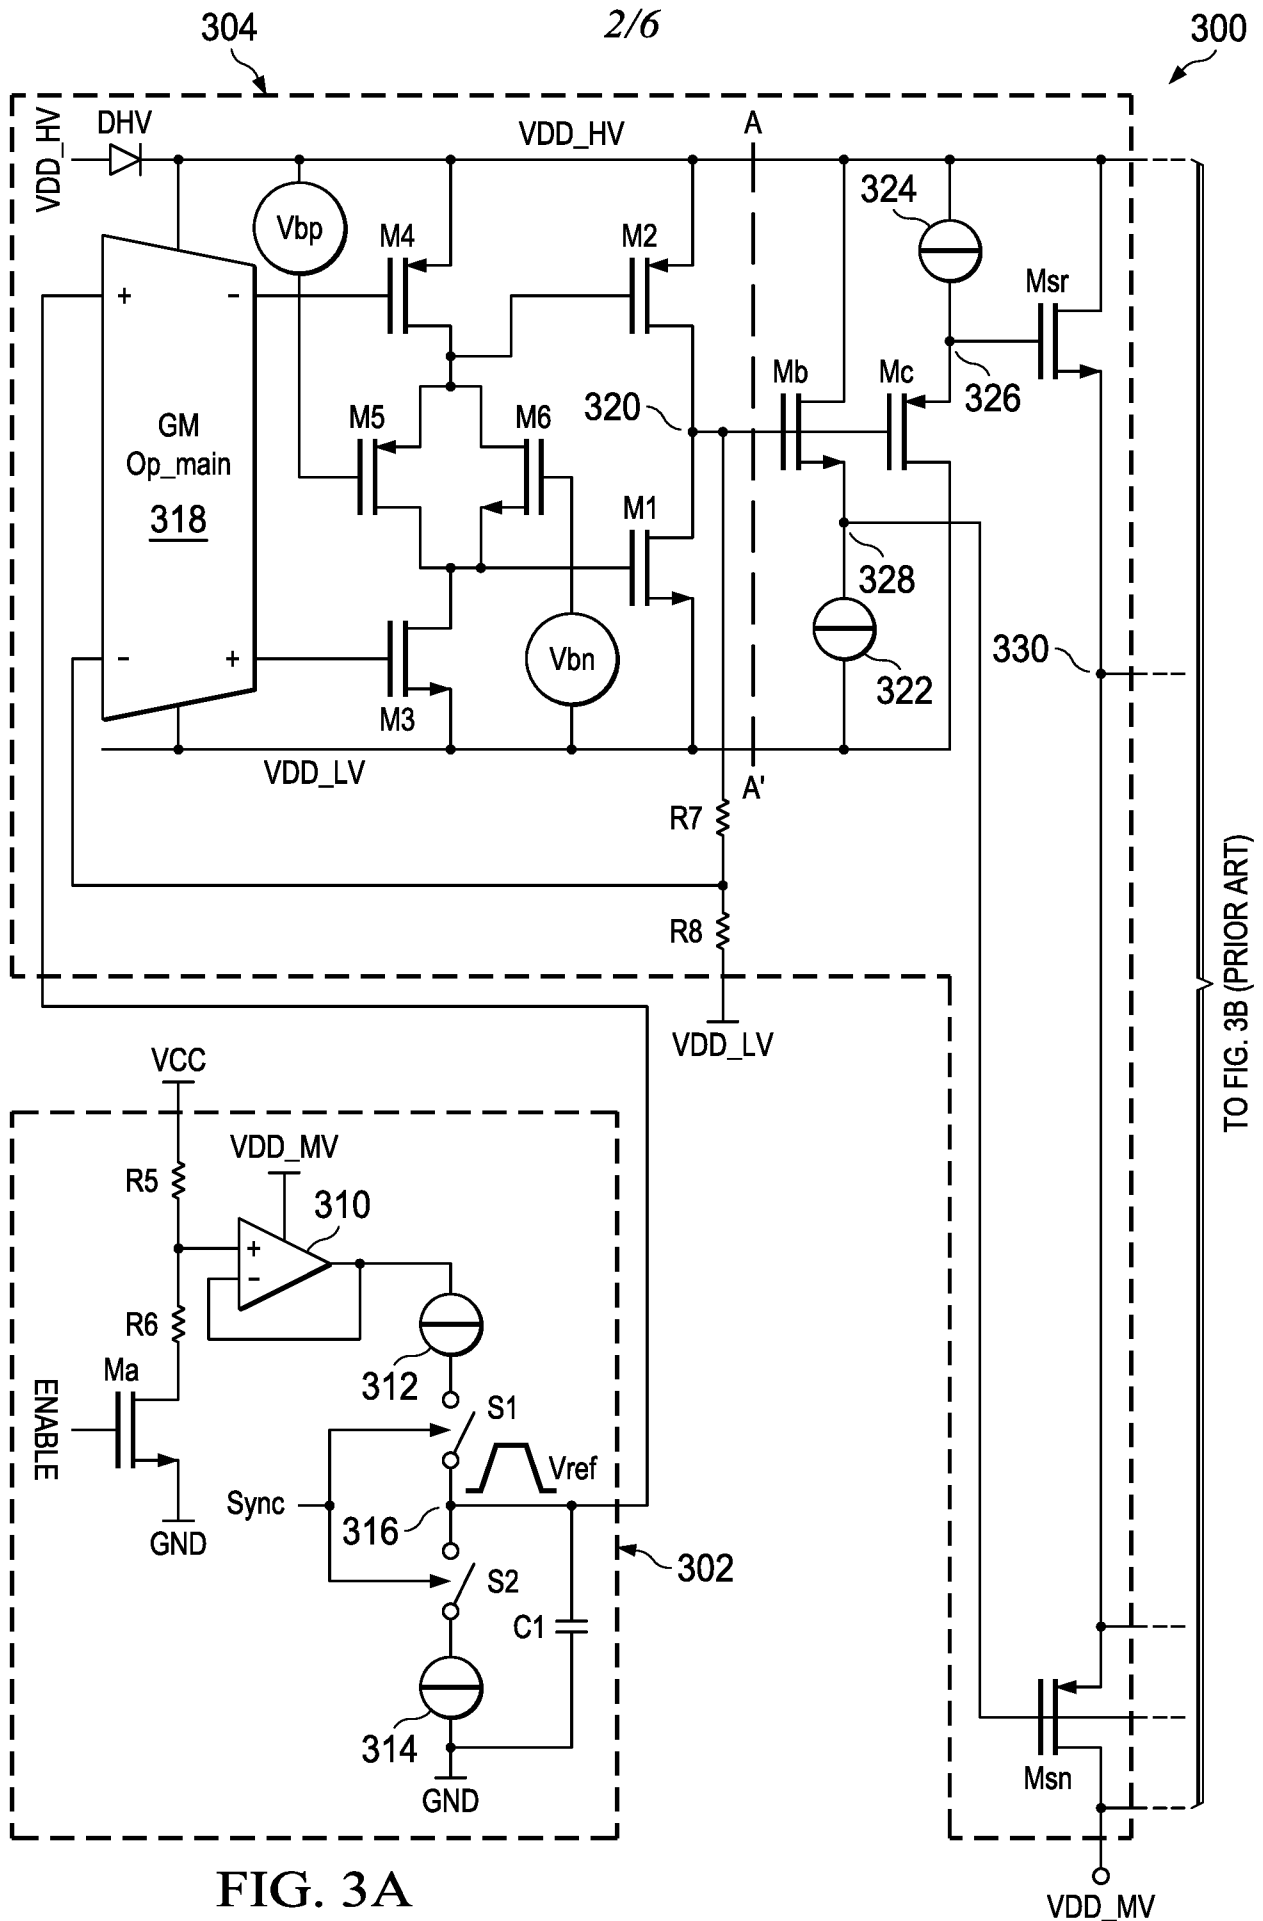 2/6
304
300
VDD_HV
DHV
VDD_HV
A
324
Vbp
M4
M2
Msr
+
-
Mb
Mc
326
320
M5
M6
GM
Op_main
318
M1
328
330
-
+
Vbn
322
M3
VDD_LV
A'
R7
R8
VDD_LV
TO FIG. 3B (PRIOR ART)
VCC
VDD_MV
R5
310
+
-
R6
Ma
312
ENABLE
S1
Vref
Sync
316
GND
302
S2
C1
314
Msn
GND
FIG. 3A
VDD_MV